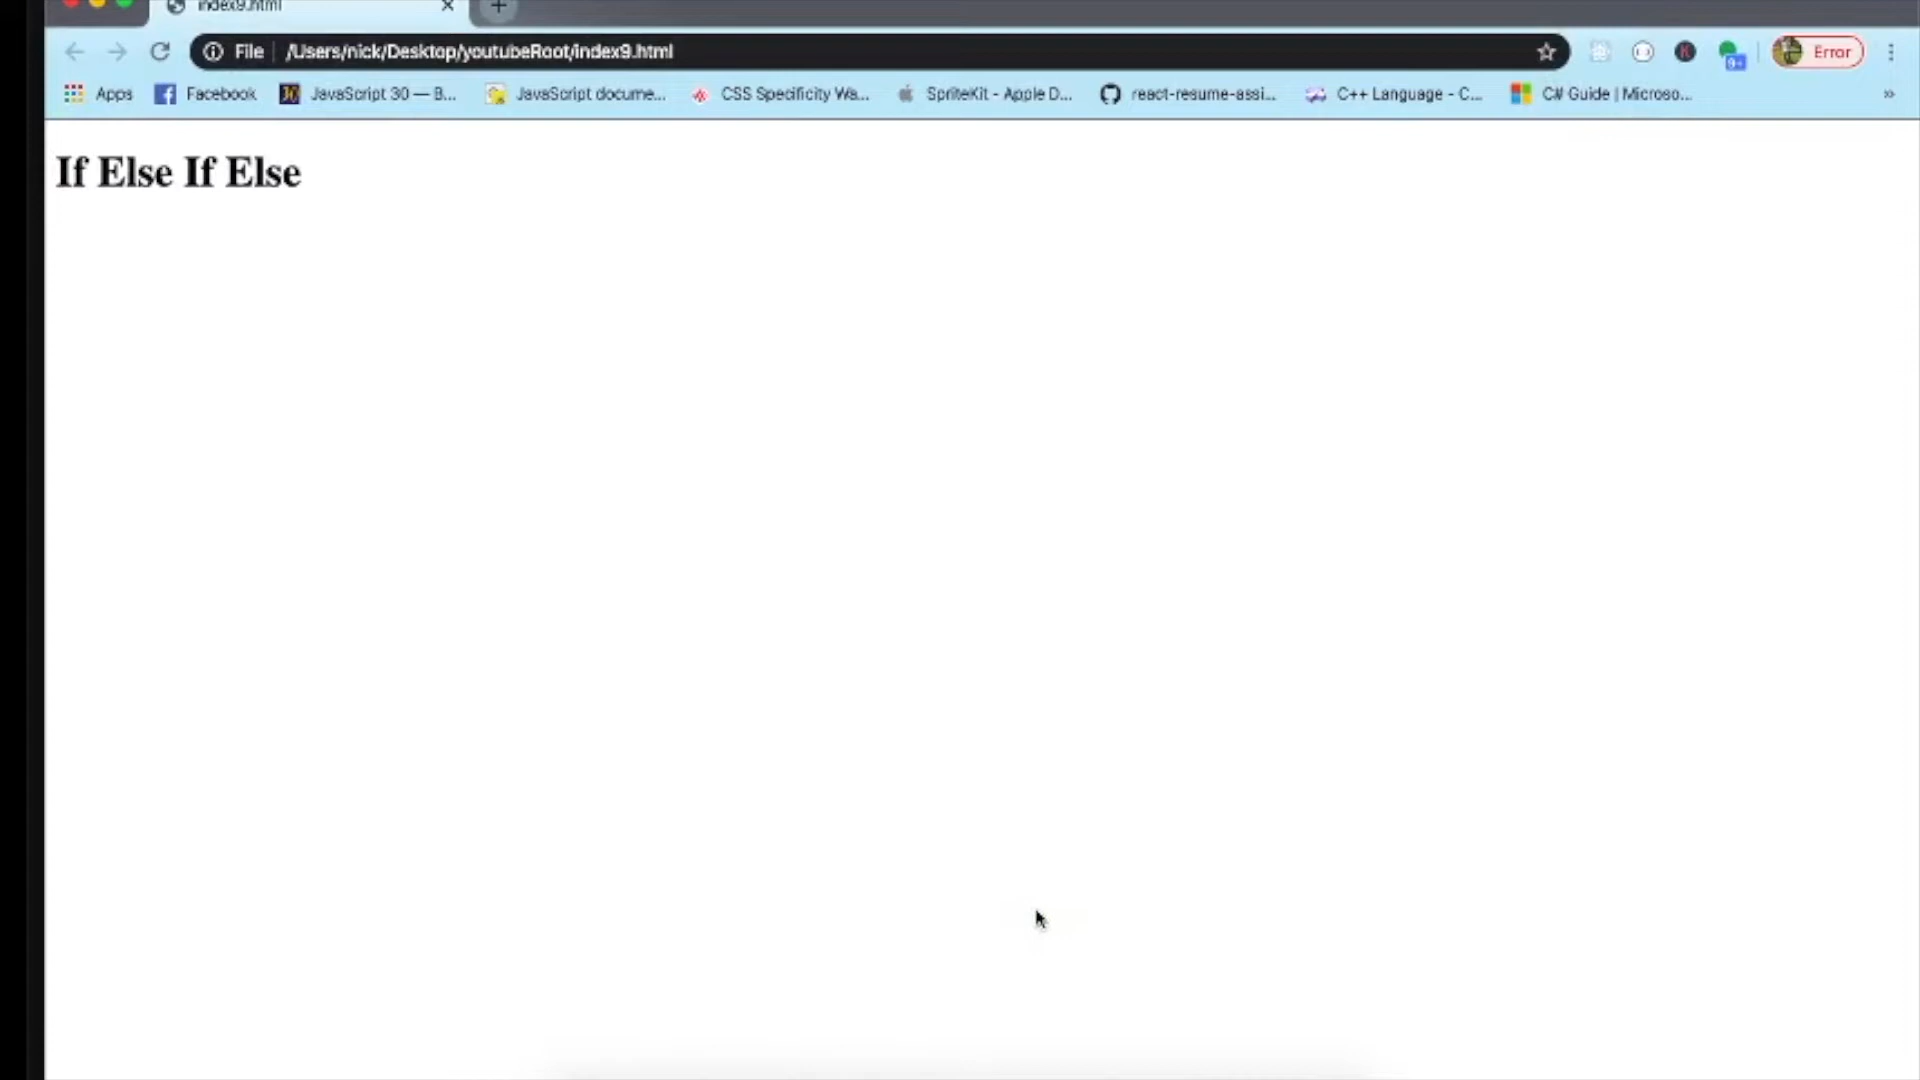 index9.html
File /Users/nick/Desktop/youtubeRoot/index9.html
Error
9+
Apps Facebook JavaScript 30 — B... JavaScript docume... CSS Specificity Wa... SpriteKit - Apple D... react-resume-assi... C++ Language - C... C# Guide | Microso... »
If Else If Else